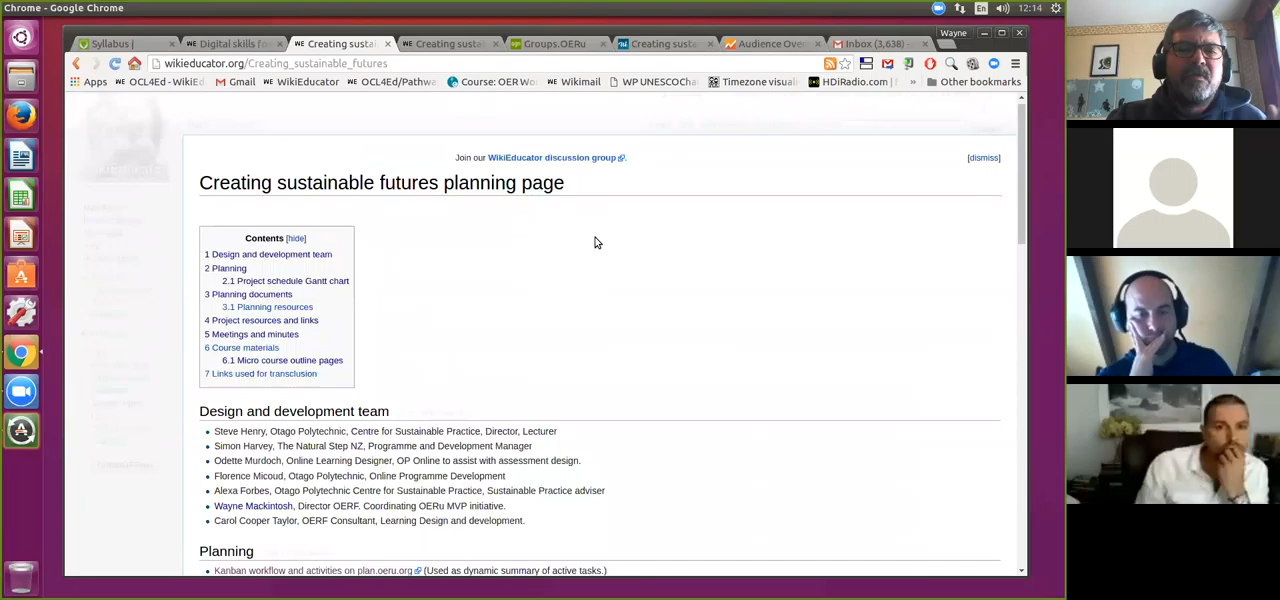 Chrome - Google Chrome
En
12:14
Wayne
Syllabus |
Digital skills fo
Creating sustai
Creating susta
Groups.OERu
Creating suste
Audience Over
Inbox (3,638) -
wikieducator.org/Creating_sustainable_futures
Apps
OCL4Ed - WikiEd
Gmail
WikiEducator
OCL4Ed/Pathwa
Course: OER Wor
Wikimail
WP UNESCOCha
Timezone visuali
HDiRadio.com |
»
Other bookmarks
Join our WikiEducator discussion group.
[dismiss]
Creating sustainable futures planning page
Contents [hide]
1 Design and development team
2 Planning
2.1 Project schedule Gantt chart
3 Planning documents
3.1 Planning resources
4 Project resources and links
5 Meetings and minutes
6 Course materials
6.1 Micro course outline pages
7 Links used for transclusion
Design and development team
Steve Henry, Otago Polytechnic, Centre for Sustainable Practice, Director, Lecturer
Simon Harvey, The Natural Step NZ, Programme and Development Manager
Odette Murdoch, Online Learning Designer, OP Online to assist with assessment design.
Florence Micoud, Otago Polytechnic, Online Programme Development
Alexa Forbes, Otago Polytechnic Centre for Sustainable Practice, Sustainable Practice adviser
Wayne Mackintosh, Director OERF. Coordinating OERu MVP initiative.
Carol Cooper Taylor, OERF Consultant, Learning Design and development.
Planning
Kanban workflow and activities on plan.oeru.org (Used as dynamic summary of active tasks.)